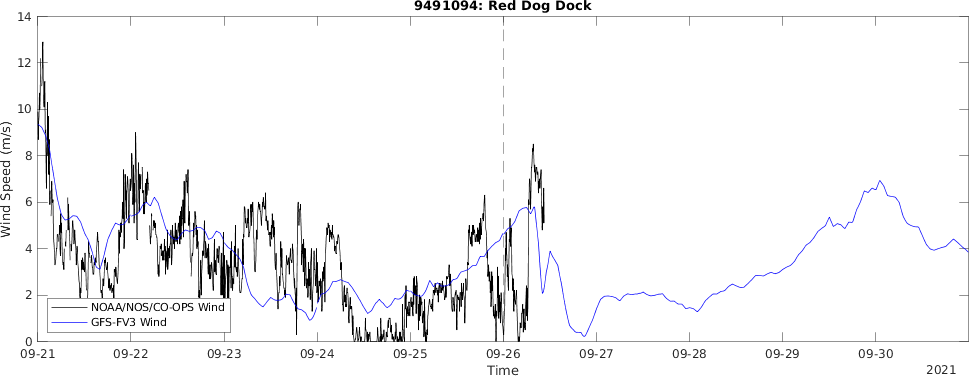 9491094: Red Dog Dock
14
12
10
8
6
4
2
0
Wind Speed (m/s)
NOAA/NOS/CO-OPS Wind
GFS-FV3 Wind
09-21 09-22 09-23 09-24 09-25 09-26 09-27 09-28 09-29 09-30
Time
2021